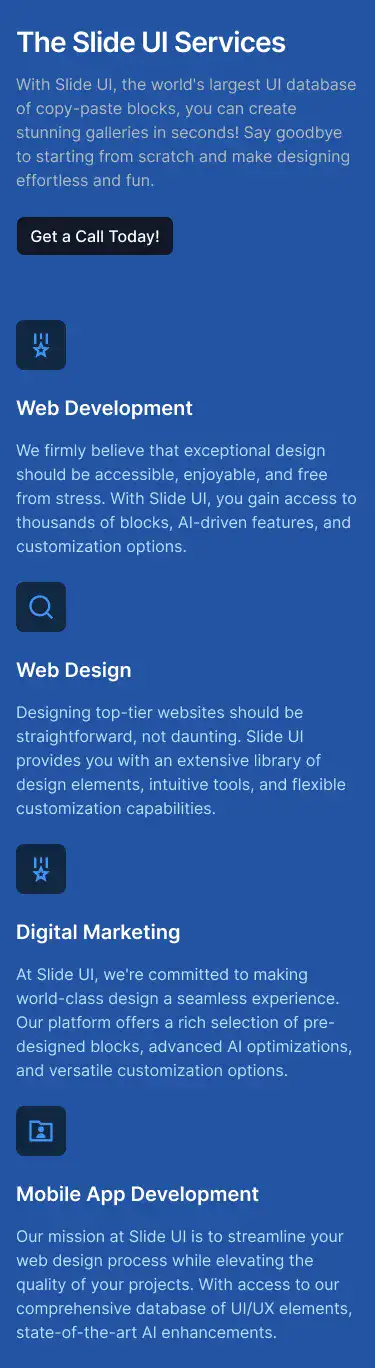 The Slide UI Services
With Slide UI, the world's largest UI database
of copy-paste blocks, you can create
stunning galleries in seconds! Say goodbye
to starting from scratch and make designing
effortless and fun.
Get a Call Today!
Web Development
We firmly believe that exceptional design
should be accessible, enjoyable, and free
from stress. With Slide UI, you gain access to
thousands of blocks, AI-driven features, and
customization options.
Web Design
Designing top-tier websites should be
straightforward, not daunting. Slide UI
provides you with an extensive library of
design elements, intuitive tools, and flexible
customization capabilities.
Digital Marketing
At Slide UI, we're committed to making
world-class design a seamless experience.
Our platform offers a rich selection of pre-
designed blocks, advanced AI optimizations,
and versatile customization options.
Mobile App Development
Our mission at Slide UI is to streamline your
web design process while elevating the
quality of your projects. With access to our
comprehensive database of UI/UX elements,
state-of-the-art AI enhancements.